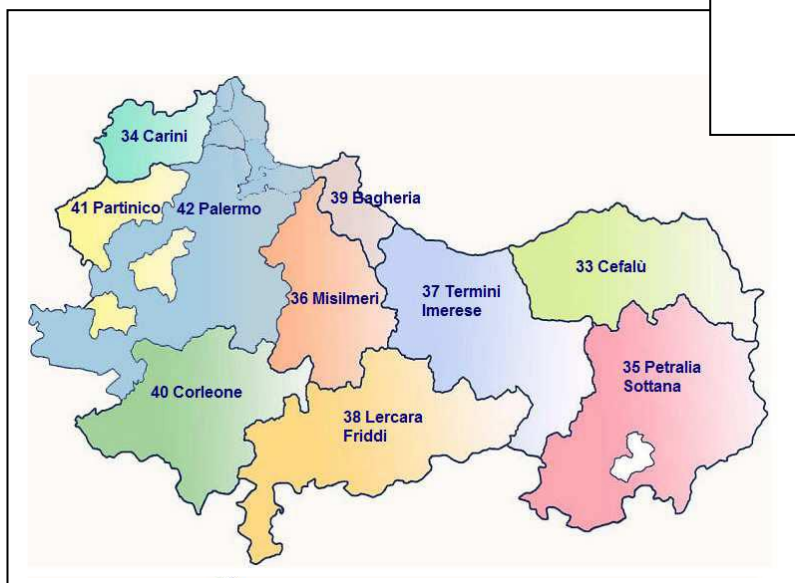 34 Carini
41 Partinico
42 Palermo
39 Bagheria
33 Cefalù
36 Misilmeri
37 Termini
Imerese
35 Petralia
Sottana
40 Corleone
38 Lercara
Friddi